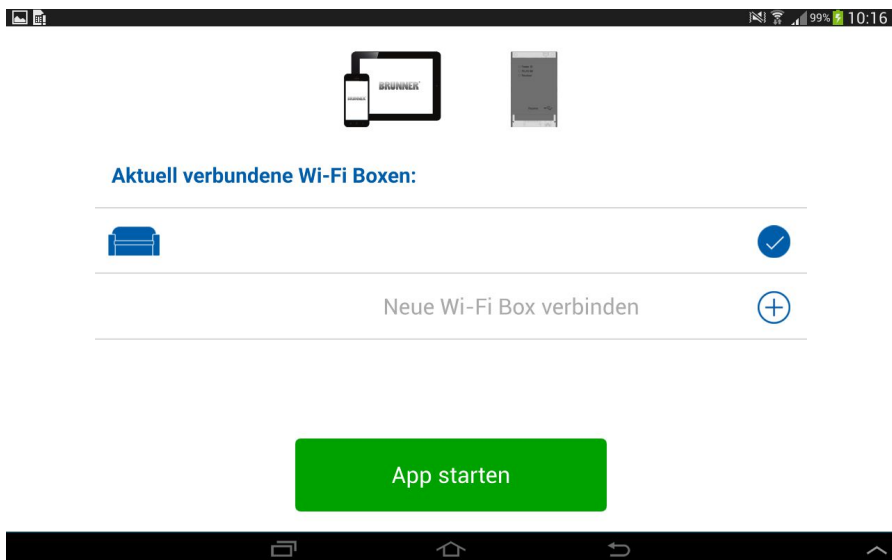 99% 10:16
BRUNNER
Aktuell verbundene Wi-Fi Boxen:
Neue Wi-Fi Box verbinden
App starten